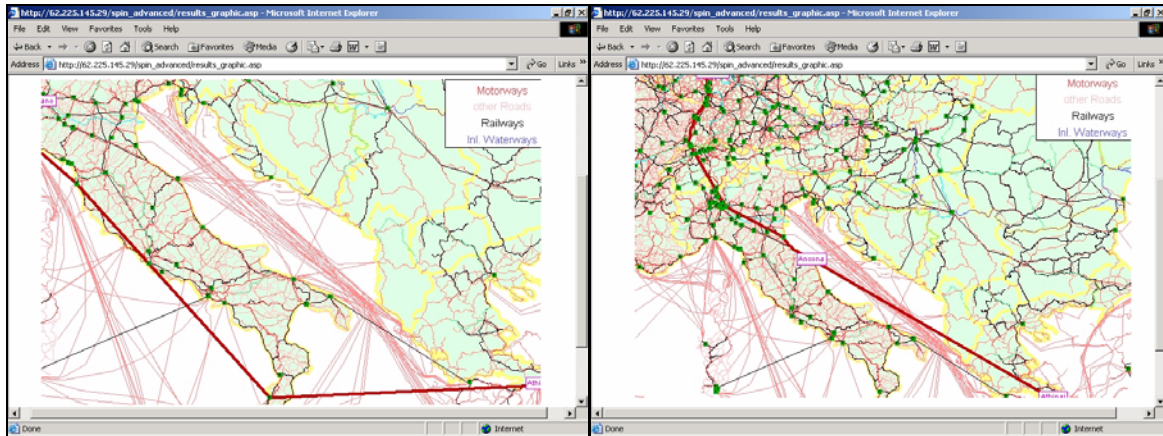 http://62.225.145.29/spin_advanced/results_graphic.asp - Microsoft Internet Explorer
File Edit View Favorites Tools Help
Back Search Favorites Media
Address http://62.225.145.29/spin_advanced/results_graphic.asp Go Links
Motorways
other Roads
Railways
Inl. Waterways
Done Internet
http://62.225.145.29/spin_advanced/results_graphic.asp - Microsoft Internet Explorer
File Edit View Favorites Tools Help
Back Search Favorites Media
Address http://62.225.145.29/spin_advanced/results_graphic.asp Go Links
Motorways
other Roads
Railways
Inl. Waterways
Ancona
Athinai
Done Internet